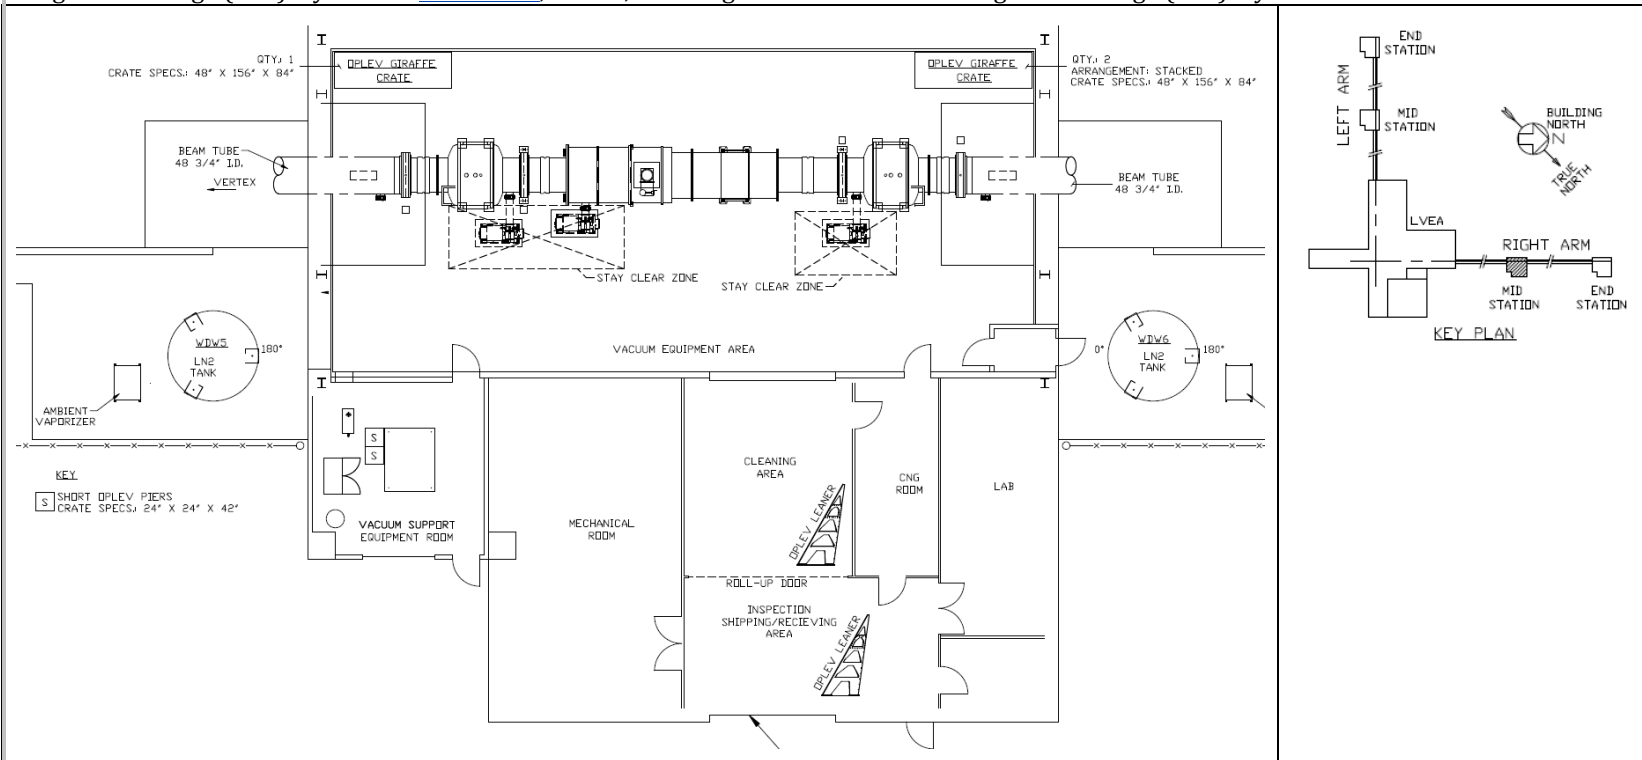 QTY.: 1
CRATE SPECS.: 48" X 156" X 84"
OPLEV GIRAFFE
CRATE
OPLEV GIRAFFE
CRATE
QTY.: 2
ARRANGEMENT: STACKED
CRATE SPECS.: 48" X 156" X 84"
BEAM TUBE
48 3/4" I.D.
VERTEX
BEAM TUBE
48 3/4" I.D.
STAY CLEAR ZONE
STAY CLEAR ZONE
WDW5
LN2
TANK
180°
VACUUM EQUIPMENT AREA
0°
WDW6
LN2
TANK
180°
AMBIENT
VAPORIZER
KEY
S
SHORT OPLEV PIERS
CRATE SPECS.: 24" X 24" X 42"
S
S
VACUUM SUPPORT
EQUIPMENT ROOM
MECHANICAL
ROOM
CLEANING
AREA
OPLEV LEANER
CNG
ROOM
LAB
ROLL-UP DOOR
INSPECTION
SHIPPING/RECIEVING
AREA
OPLEV LEANER
END
STATION
LEFT ARM
MID
STATION
BUILDING
NORTH
N
TRUE
NORTH
LVEA
RIGHT ARM
MID
STATION
END
STATION
KEY PLAN